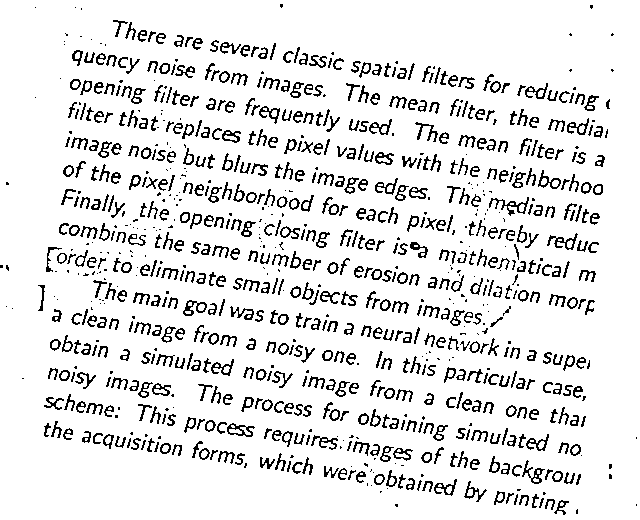 There are several classic spatial filters for reducing
quency noise from images. The mean filter, the media
opening filter are frequently used. The mean filter is a
filter that replaces the pixel values with the neighborhoo
image noise but blurs the image edges. The median filte
of the pixel neighborhood for each pixel, thereby reduc
Finally, the opening closing filter is a mathematical m
combines the same number of erosion and dilation morp
order to eliminate small objects from images.
The main goal was to train a neural network in a super
a clean image from a noisy one. In this particular case,
obtain a simulated noisy image from a clean one that
noisy images. The process for obtaining simulated no
scheme: This process requires images of the backgrour
the acquisition forms, which were obtained by printing